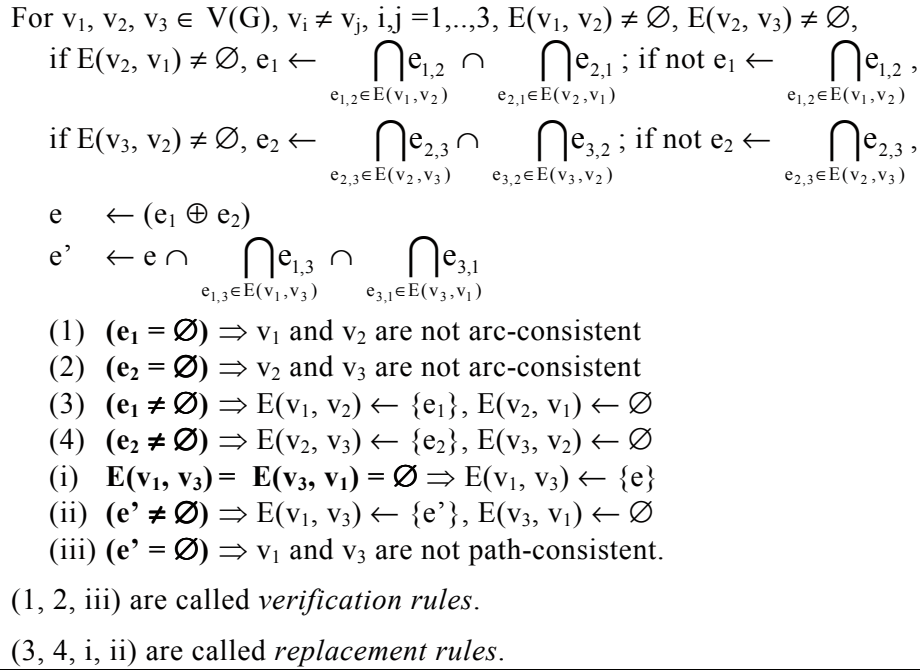 For v₁, v₂, v₃ ∈ V(G), vᵢ ≠ vⱼ, i,j =1,..,3, E(v₁, v₂) ≠ ∅, E(v₂, v₃) ≠ ∅,
if E(v₂, v₁) ≠ ∅, e₁ ← ⋂_{e₁,₂∈E(v₁,v₂)} e₁,₂ ∩ ⋂_{e₂,₁∈E(v₂,v₁)} e₂,₁ ; if not e₁ ← ⋂_{e₁,₂∈E(v₁,v₂)} e₁,₂ ,
if E(v₃, v₂) ≠ ∅, e₂ ← ⋂_{e₂,₃∈E(v₂,v₃)} e₂,₃ ∩ ⋂_{e₃,₂∈E(v₃,v₂)} e₃,₂ ; if not e₂ ← ⋂_{e₂,₃∈E(v₂,v₃)} e₂,₃ ,
e ← (e₁ ⊕ e₂)
e’ ← e ∩ ⋂_{e₁,₃∈E(v₁,v₃)} e₁,₃ ∩ ⋂_{e₃,₁∈E(v₃,v₁)} e₃,₁
(1) (e₁ = ∅) ⇒ v₁ and v₂ are not arc-consistent
(2) (e₂ = ∅) ⇒ v₂ and v₃ are not arc-consistent
(3) (e₁ ≠ ∅) ⇒ E(v₁, v₂) ← {e₁}, E(v₂, v₁) ← ∅
(4) (e₂ ≠ ∅) ⇒ E(v₂, v₃) ← {e₂}, E(v₃, v₂) ← ∅
(i) E(v₁, v₃) = E(v₃, v₁) = ∅ ⇒ E(v₁, v₃) ← {e}
(ii) (e’ ≠ ∅) ⇒ E(v₁, v₃) ← {e’}, E(v₃, v₁) ← ∅
(iii) (e’ = ∅) ⇒ v₁ and v₃ are not path-consistent.
(1, 2, iii) are called verification rules.
(3, 4, i, ii) are called replacement rules.